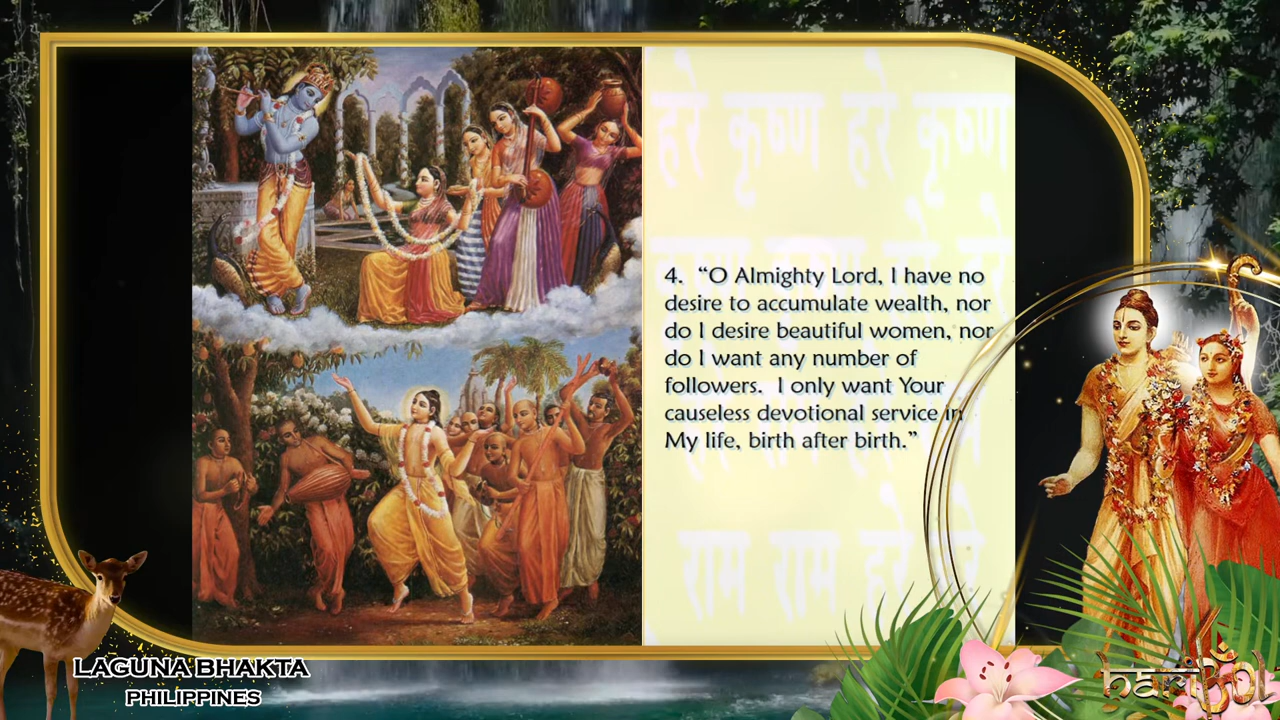 हरे कृष्ण हरे कृष्ण
4. “O Almighty Lord, I have no
desire to accumulate wealth, nor
do I desire beautiful women, nor
do I want any number of
followers. I only want Your
causeless devotional service in
My life, birth after birth.”
राम राम हरे हरे
LAGUNA BHAKTA
PHILIPPINES
hariॐol